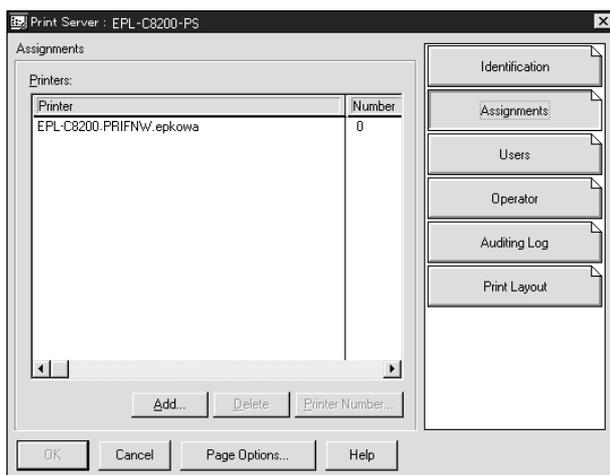 Print Server : EPL-C8200-PS
Assignments
Printers:
Printer Number
EPL-C8200.PRIFNW.epkowa 0
Add... Delete Printer Number...
OK Cancel Page Options... Help
Identification
Assignments
Users
Operator
Auditing Log
Print Layout